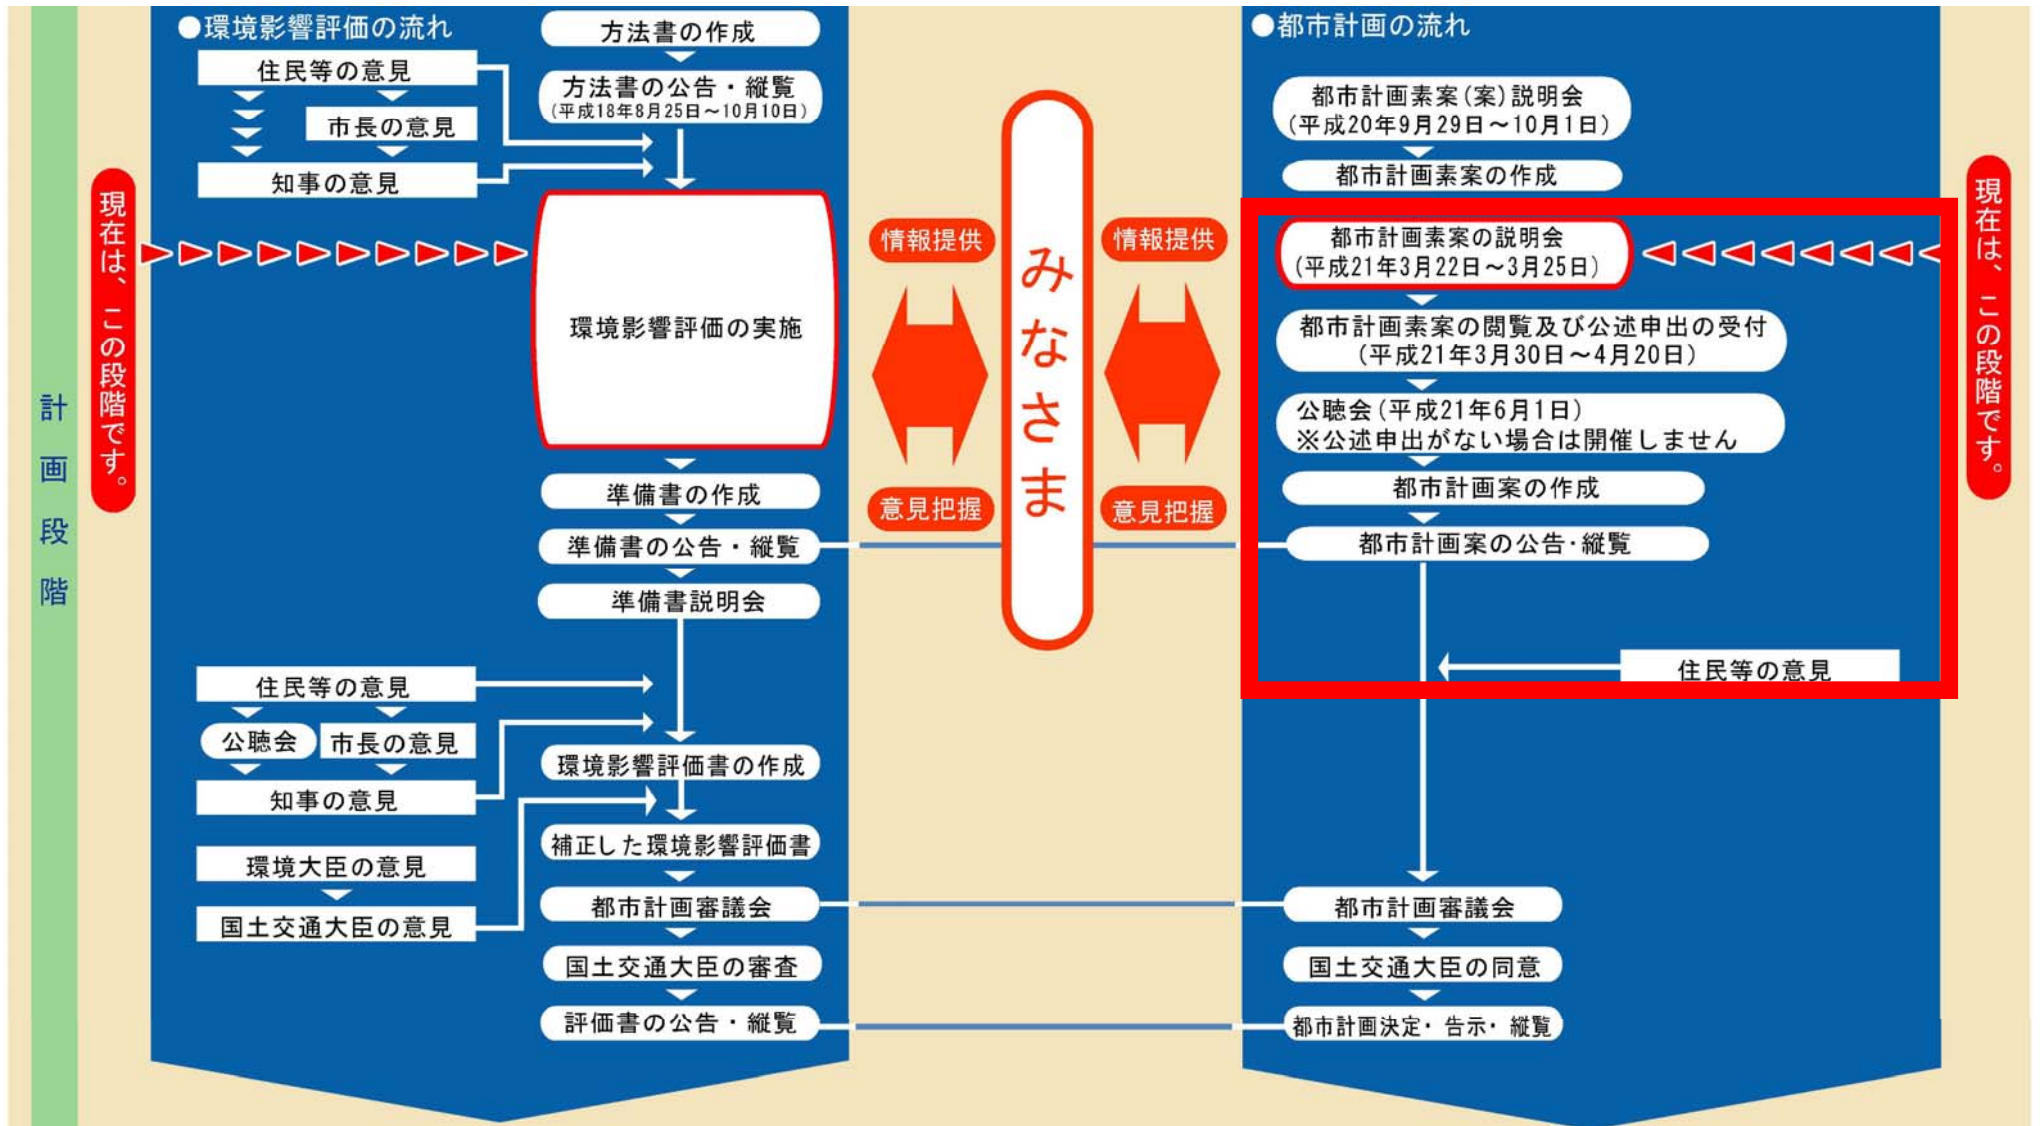 計画段階
現在は、この段階です。
●環境影響評価の流れ
方法書の作成
住民等の意見
方法書の公告・縦覧
(平成18年8月25日～10月10日)
市長の意見
知事の意見
環境影響評価の実施
準備書の作成
準備書の公告・縦覧
準備書説明会
住民等の意見
公聴会
市長の意見
知事の意見
環境影響評価書の作成
環境大臣の意見
国土交通大臣の意見
補正した環境影響評価書
都市計画審議会
国土交通大臣の審査
評価書の公告・縦覧
情報提供
意見把握
みなさま
情報提供
意見把握
●都市計画の流れ
都市計画素案(案)説明会
(平成20年9月29日～10月1日)
都市計画素案の作成
都市計画素案の説明会
(平成21年3月22日～3月25日)
都市計画素案の閲覧及び公述申出の受付
(平成21年3月30日～4月20日)
公聴会(平成21年6月1日)
※公述申出がない場合は開催しません
都市計画案の作成
都市計画案の公告・縦覧
住民等の意見
都市計画審議会
国土交通大臣の同意
都市計画決定・告示・縦覧
現在は、この段階です。